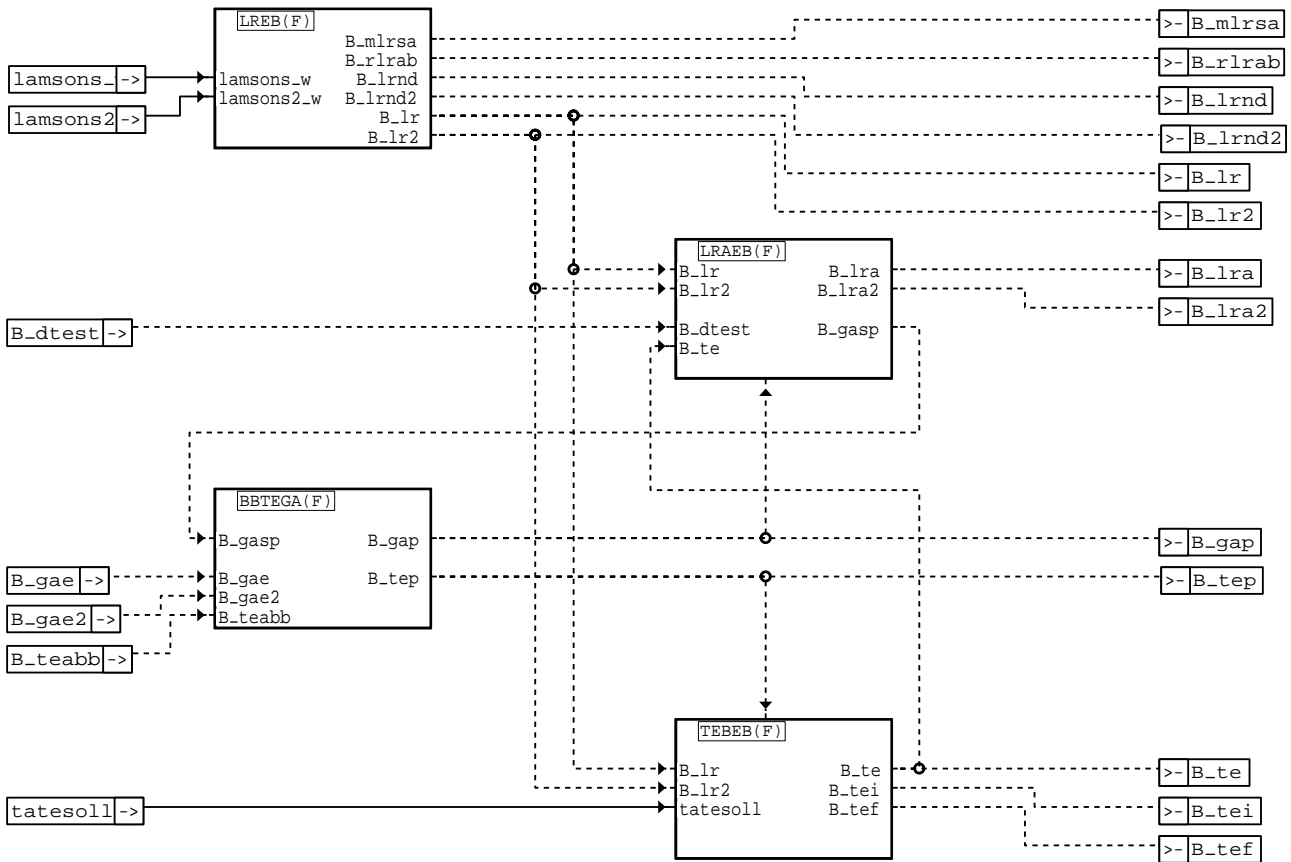 LREB(F)
B_mlrsa
>- B_mlrsa
B_rlrab
>- B_rlrab
lamsons_ ->
lamsons_w
B_lrnd
lamsons2_w
B_lrnd2
>- B_lrnd
lamsons2 ->
B_lr
B_lr2
>- B_lrnd2
>- B_lr
>- B_lr2
LRAEB(F)
B_lr
B_lra
>- B_lra
B_lr2
B_lra2
>- B_lra2
B_dtest ->
B_dtest
B_gasp
B_te
BBTEGA(F)
B_gasp
B_gap
>- B_gap
B_gae ->
B_gae
B_tep
>- B_tep
B_gae2
B_gae2 ->
B_teabb
B_teabb ->
TEBEB(F)
B_lr
B_te
>- B_te
B_lr2
B_tei
tatesoll ->
tatesoll
B_tef
>- B_tei
>- B_tef